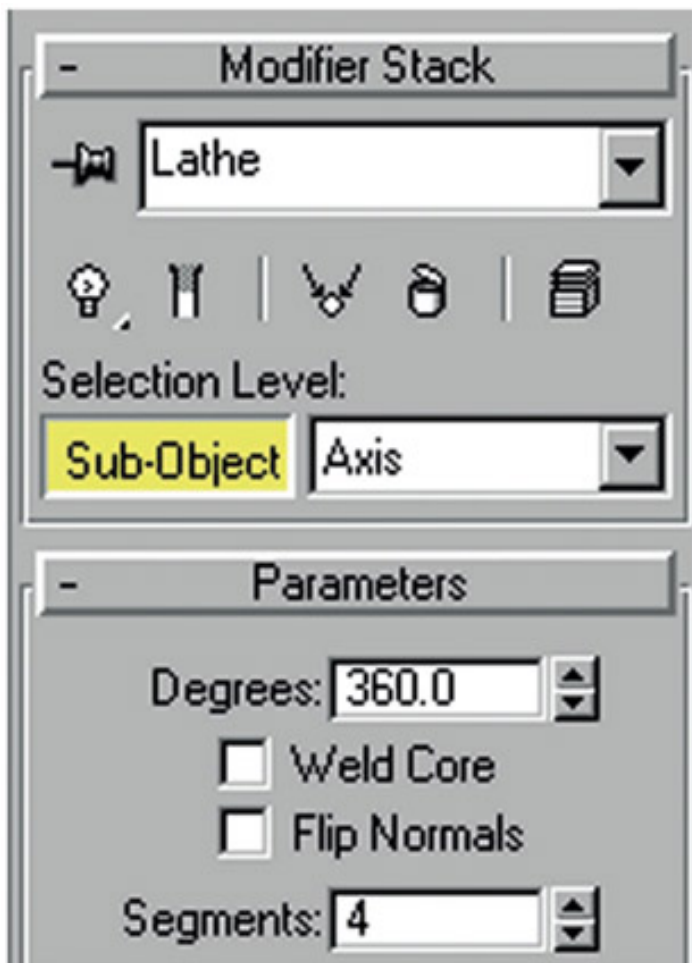 - Modifier Stack
Lathe
Selection Level:
Sub-Object Axis
- Parameters
Degrees: 360.0
Weld Core
Flip Normals
Segments: 4